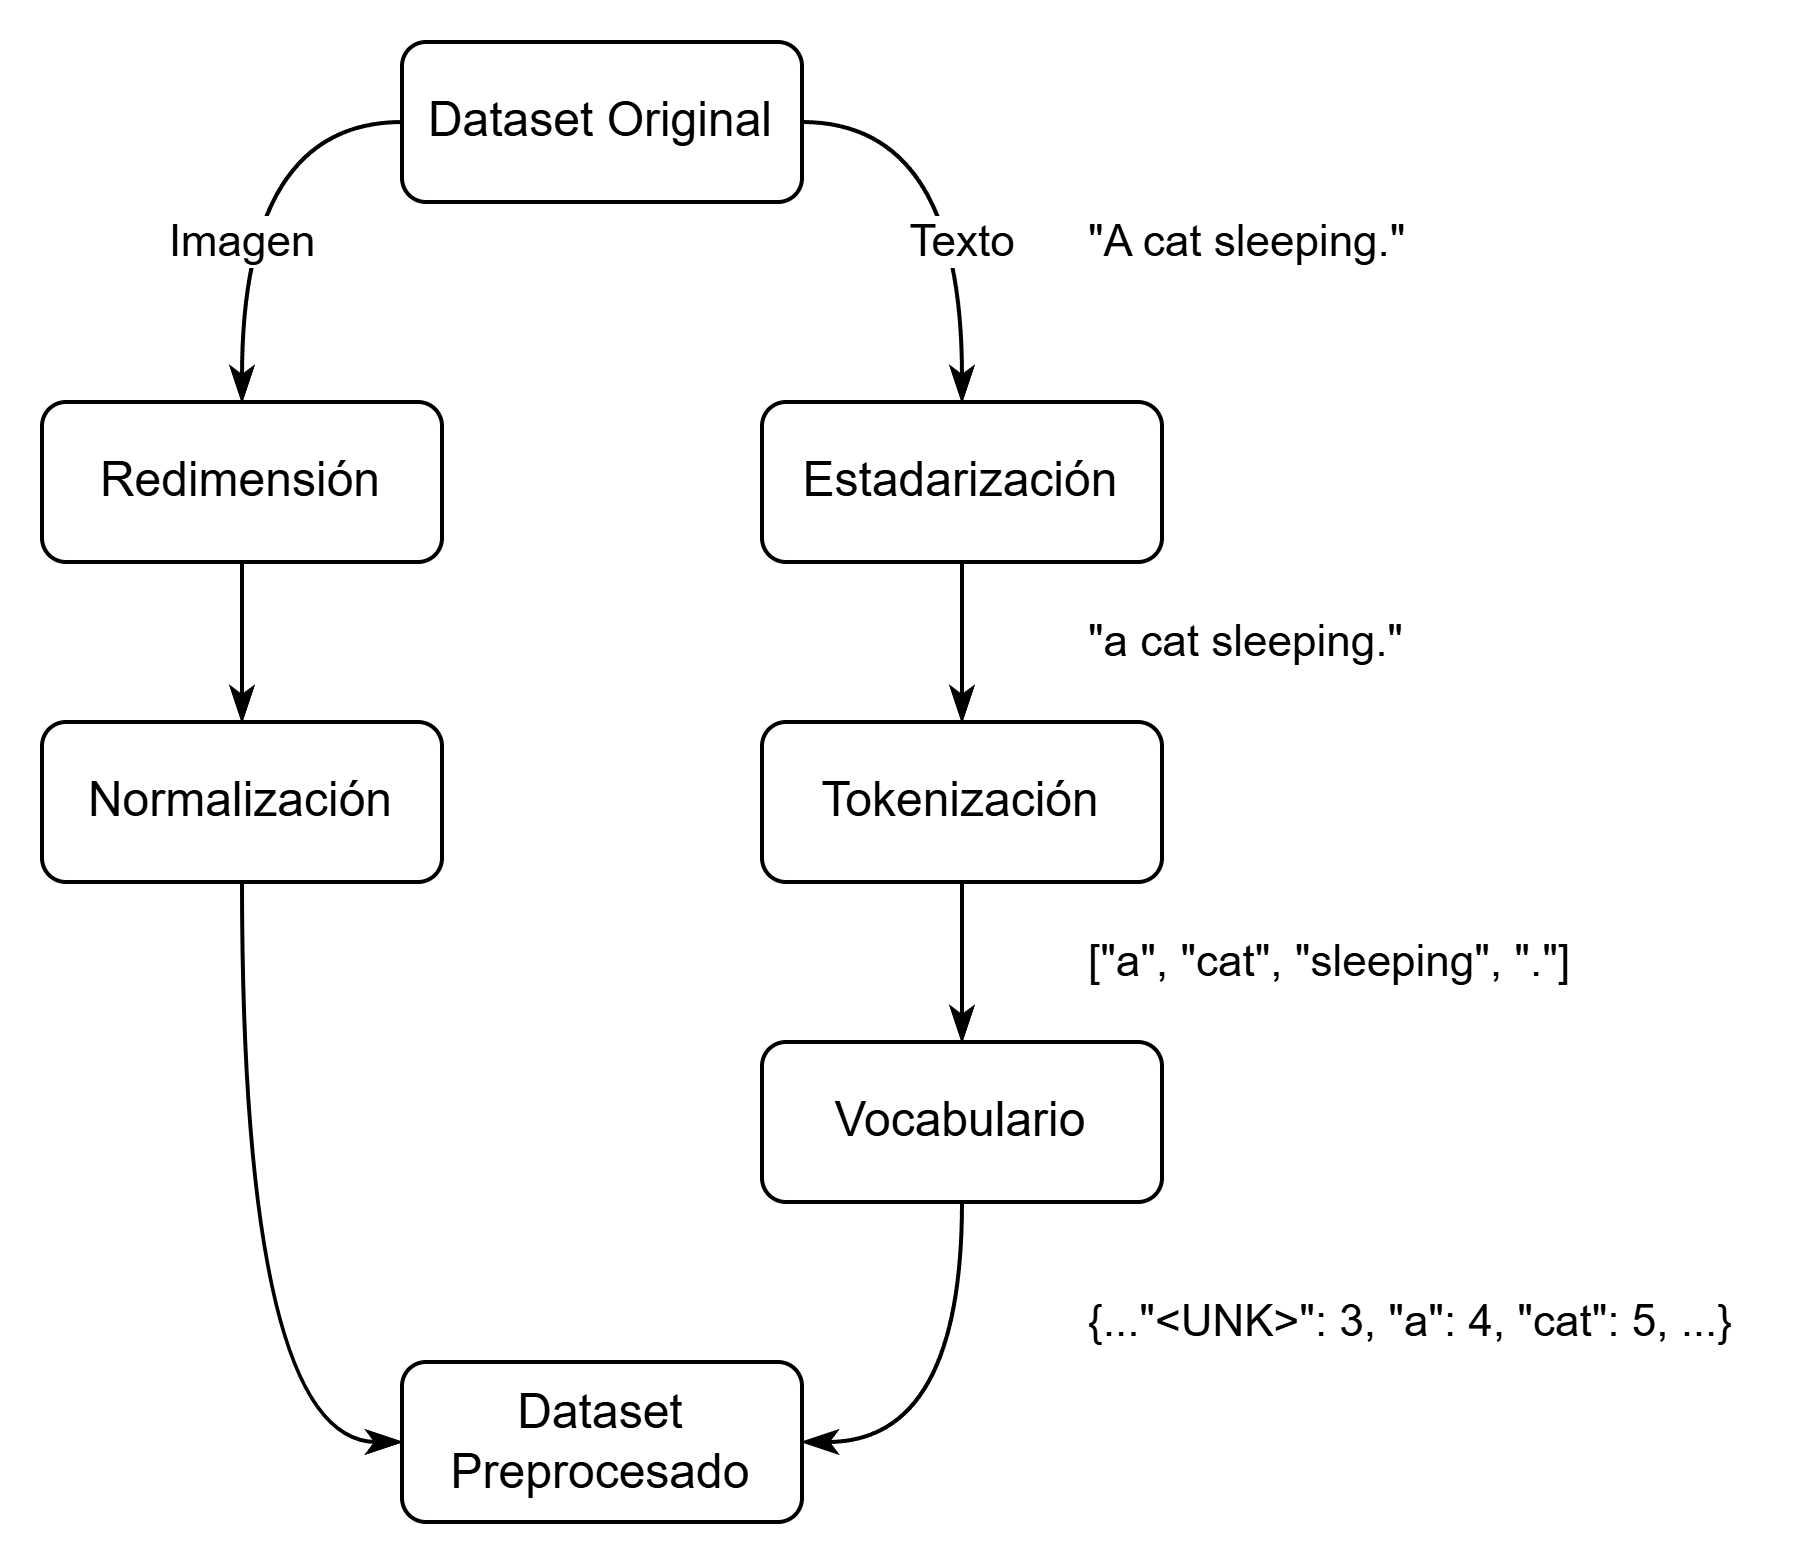 Dataset Original
Imagen
Texto
"A cat sleeping."
Redimensión
Estadarización
"a cat sleeping."
Normalización
Tokenización
["a", "cat", "sleeping", "."]
Vocabulario
{..."<UNK>": 3, "a": 4, "cat": 5, ...}
Dataset
Preprocesado